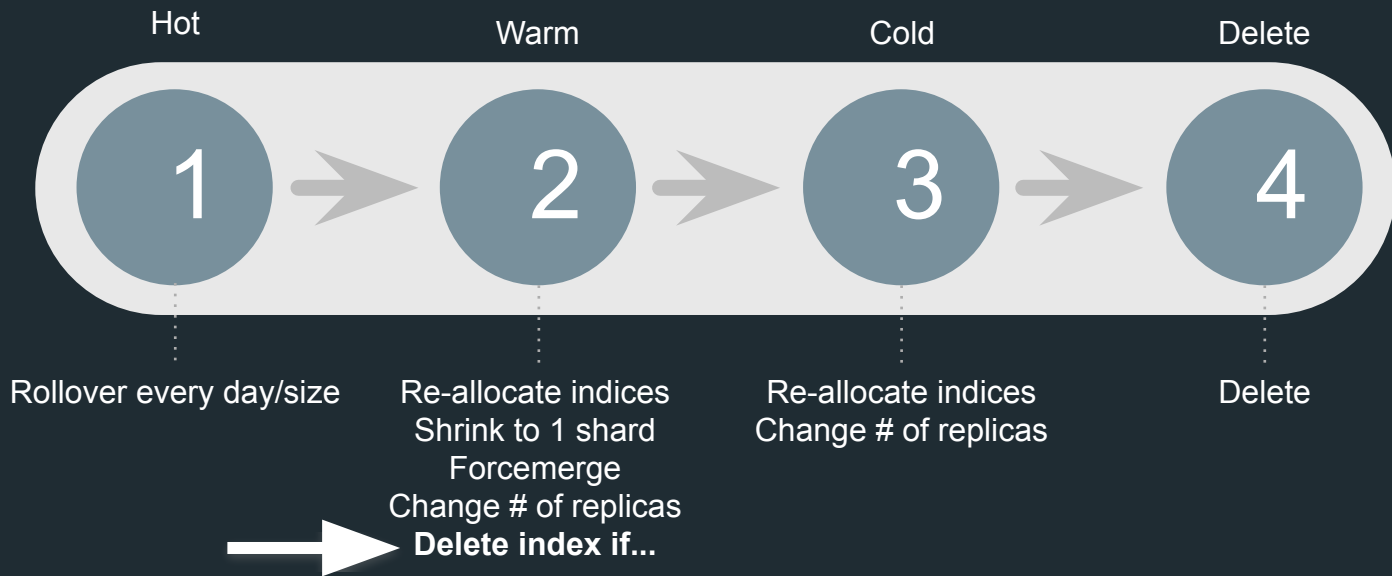 Hot
Warm
Cold
Delete
1
2
3
4
Rollover every day/size
Re-allocate indices
Shrink to 1 shard
Forcemerge
Change # of replicas
Delete index if...
Re-allocate indices
Change # of replicas
Delete